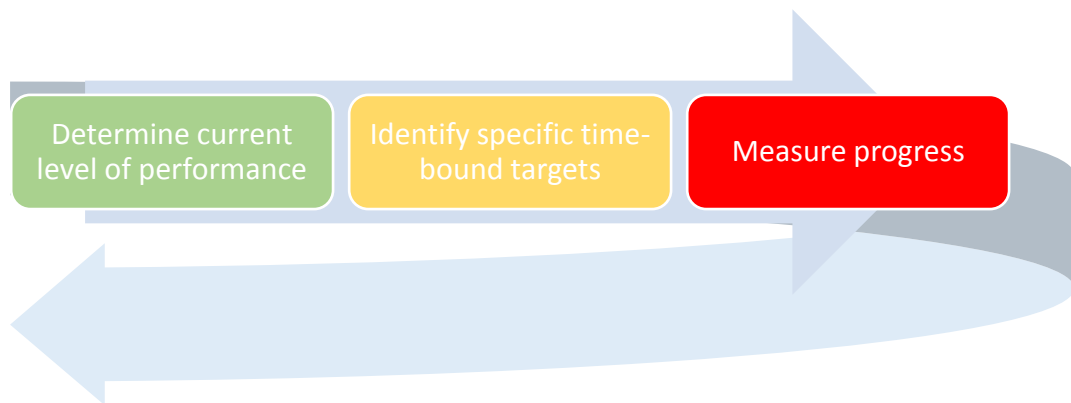 Determine current
level of performance
Identify specific time-
bound targets
Measure progress